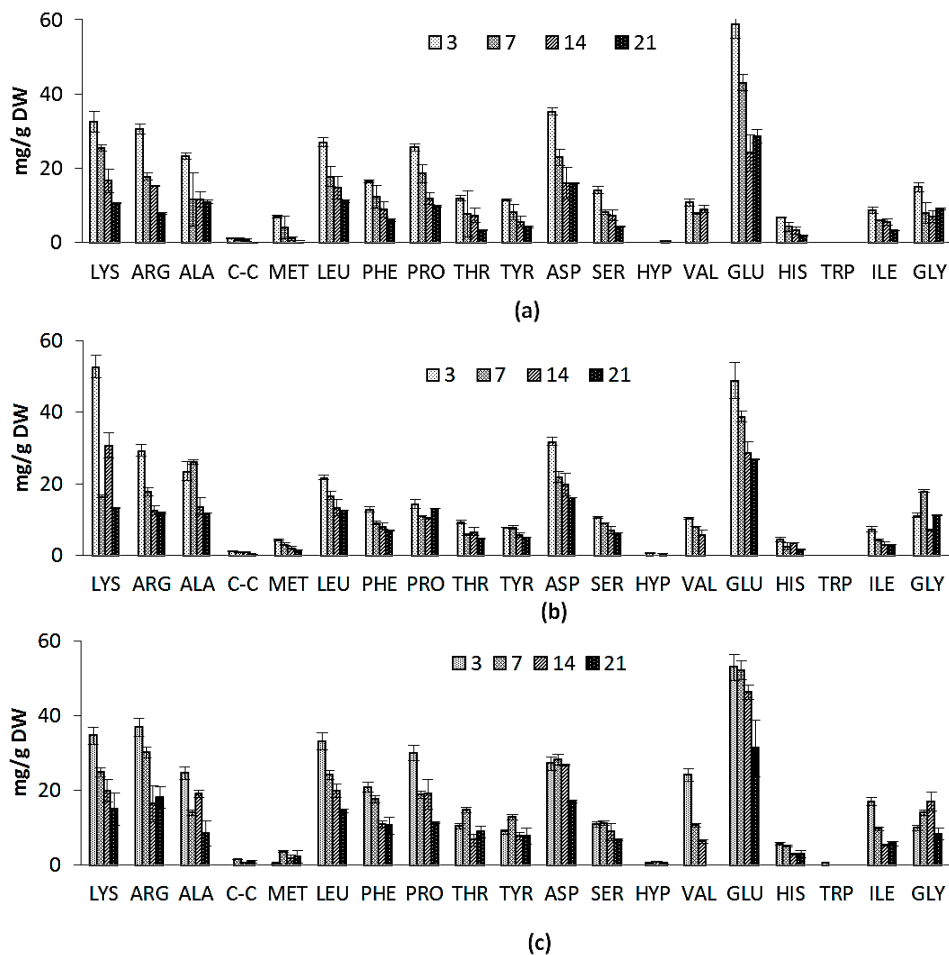 60
3 7 14 21
40
mg/g DW
20
0
LYS ARG ALA C-C MET LEU PHE PRO THR TYR ASP SER HYP VAL GLU HIS TRP ILE GLY
(a)
60
3 7 14 21
40
mg/g DW
20
0
LYS ARG ALA C-C MET LEU PHE PRO THR TYR ASP SER HYP VAL GLU HIS TRP ILE GLY
(b)
60
3 7 14 21
40
mg/g DW
20
0
LYS ARG ALA C-C MET LEU PHE PRO THR TYR ASP SER HYP VAL GLU HIS TRP ILE GLY
(c)